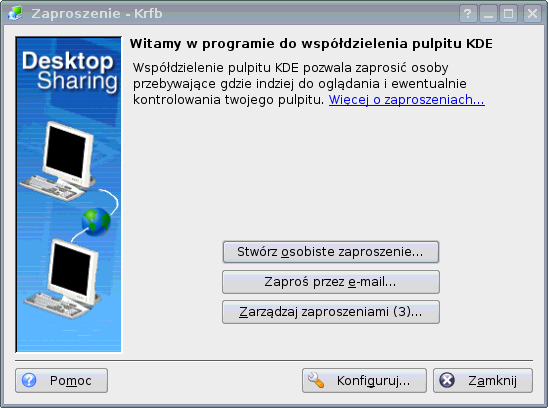 Zaproszenie - Krfb
Desktop
Sharing
Witamy w programie do współdzielenia pulpitu KDE
Współdzielenie pulpitu KDE pozwala zaprosić osoby
przebywające gdzie indziej do oglądania i ewentualnie
kontrolowania twojego pulpitu. Więcej o zaproszeniach...
Stwórz osobiste zaproszenie...
Zaproś przez e-mail...
Zarządzaj zaproszeniami (3)...
Pomoc
Konfiguruj...
Zamknij